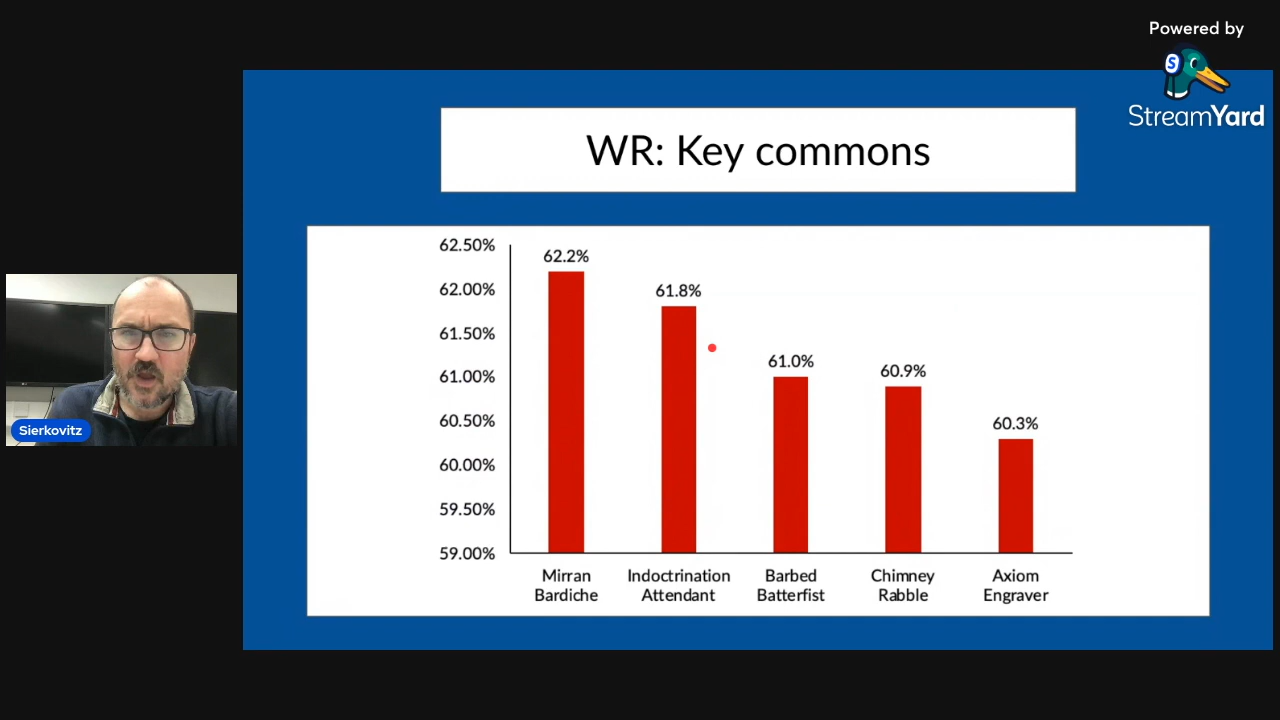 Powered by
S
StreamYard
WR: Key commons
62.50%
62.00%
61.50%
61.00%
60.50%
60.00%
59.50%
59.00%
62.2%
61.8%
61.0%
60.9%
60.3%
Mirran
Bardiche
Indoctrination
Attendant
Barbed
Batterfist
Chimney
Rabble
Axiom
Engraver
Sierkovitz